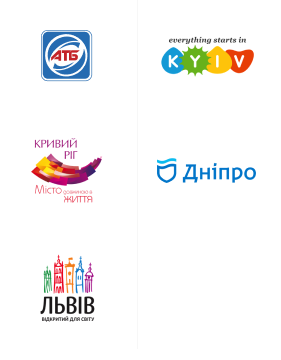 АТБ
everything starts in
KYIV
КРИВИЙ
РІГ
Місто
ЖИТТЯ
Дніпро
ЛЬВІВ
ВІДКРИТИЙ ДЛЯ СВІТУ